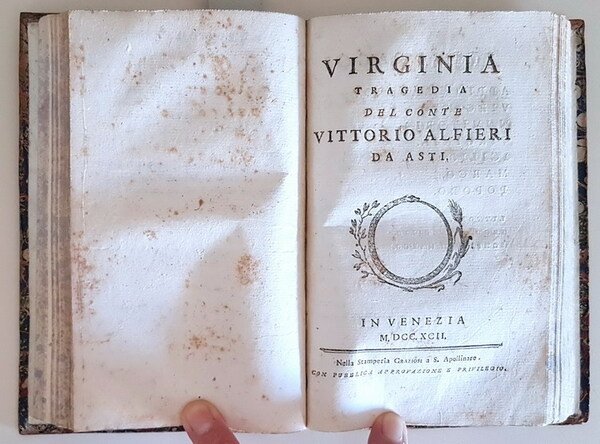 VIRGINIA
TRAGEDIA
DEL CONTE
VITTORIO ALFIERI
DA ASTI.
IN VENEZIA
M. DCC. XCII.
Nella Stamperia GRAZIOSI a S. Apollinare.
CON PUBBLICA APPROVAZIONE E PRIVILEGIO.